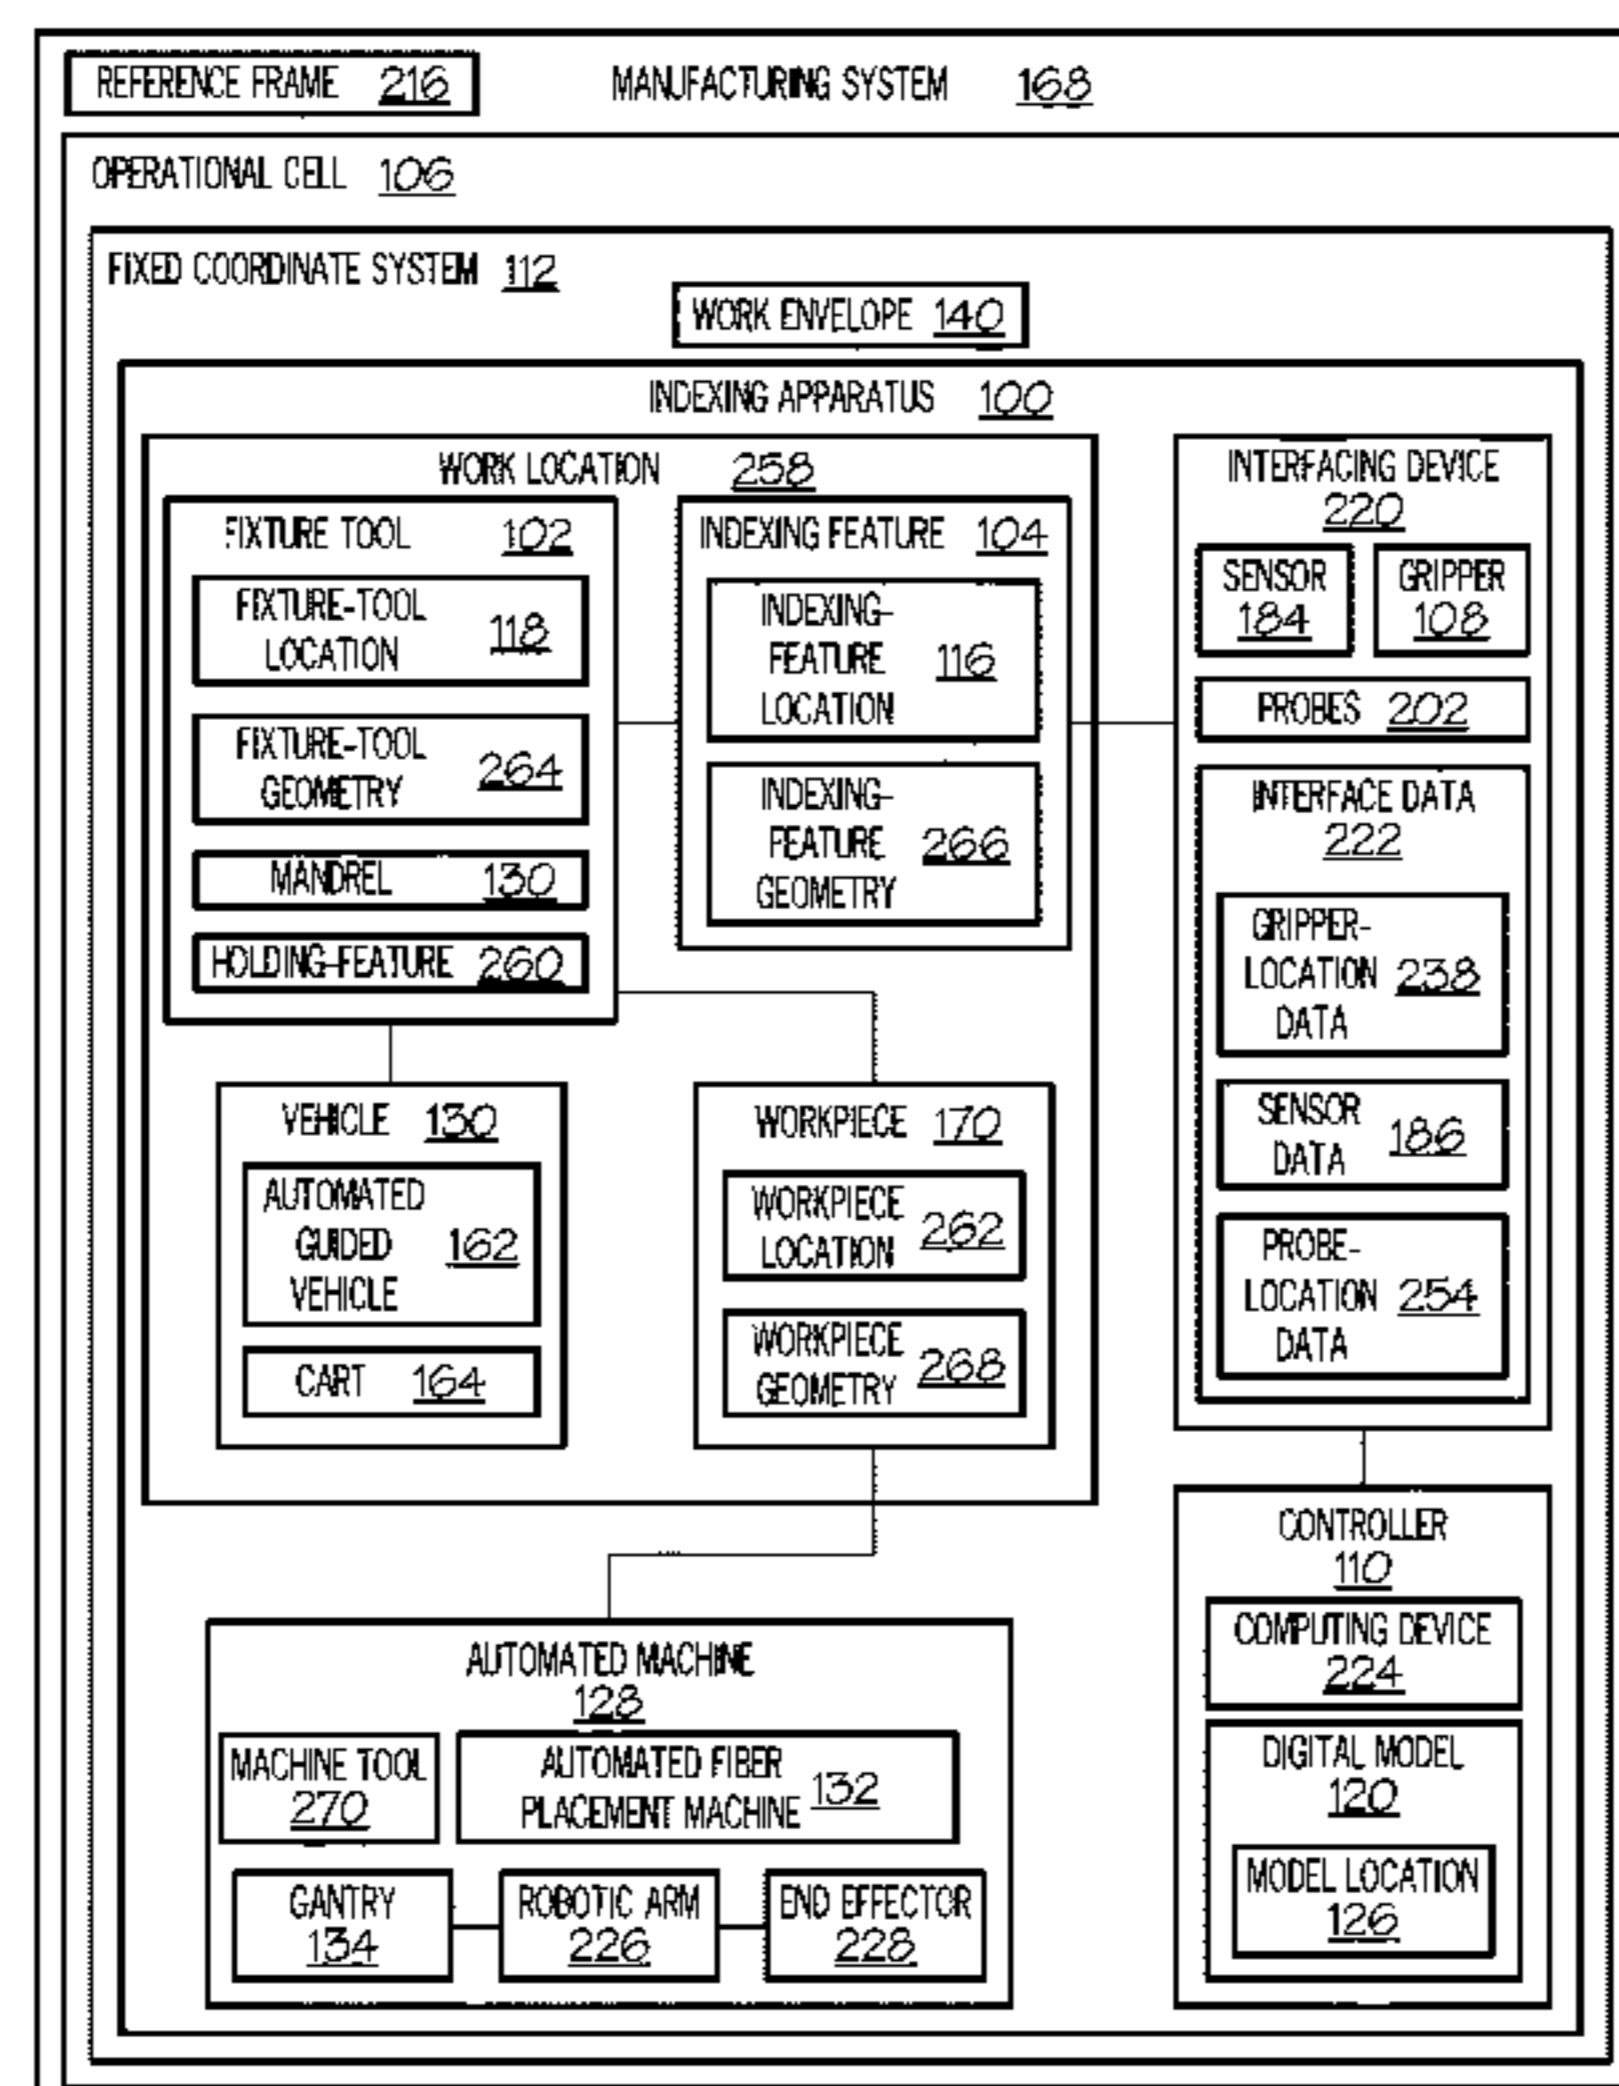 REFERENCE FRAME 216
MANUFACTURING SYSTEM 168
OPERATIONAL CELL 106
FIXED COORDINATE SYSTEM 112
WORK ENVELOPE 140
INDEXING APPARATUS 100
WORK LOCATION 258
FIXTURE TOOL 102
FIXTURE-TOOL
LOCATION
118
FIXTURE-TOOL
GEOMETRY
264
MANDREL 130
HOLDING-FEATURE 260
INDEXING FEATURE 104
INDEXING-
FEATURE
LOCATION
116
INDEXING-
FEATURE
GEOMETRY
266
INTERFACING DEVICE
220
SENSOR
184
GRIPPER
108
PROBES 202
INTERFACE DATA
222
GRIPPER-
LOCATION
DATA
238
SENSOR
DATA
186
PROBE-
LOCATION
DATA
254
VEHICLE 130
AUTOMATED
GUIDED
VEHICLE
162
CART 164
WORKPIECE 170
WORKPIECE
LOCATION
262
WORKPIECE
GEOMETRY
268
CONTROLLER
110
COMPUTING DEVICE
224
DIGITAL MODEL
120
MODEL LOCATION
126
AUTOMATED MACHINE
128
MACHINE TOOL
270
AUTOMATED FIBER
PLACEMENT MACHINE
132
GANTRY
134
ROBOTIC ARM
226
END EFFECTOR
228